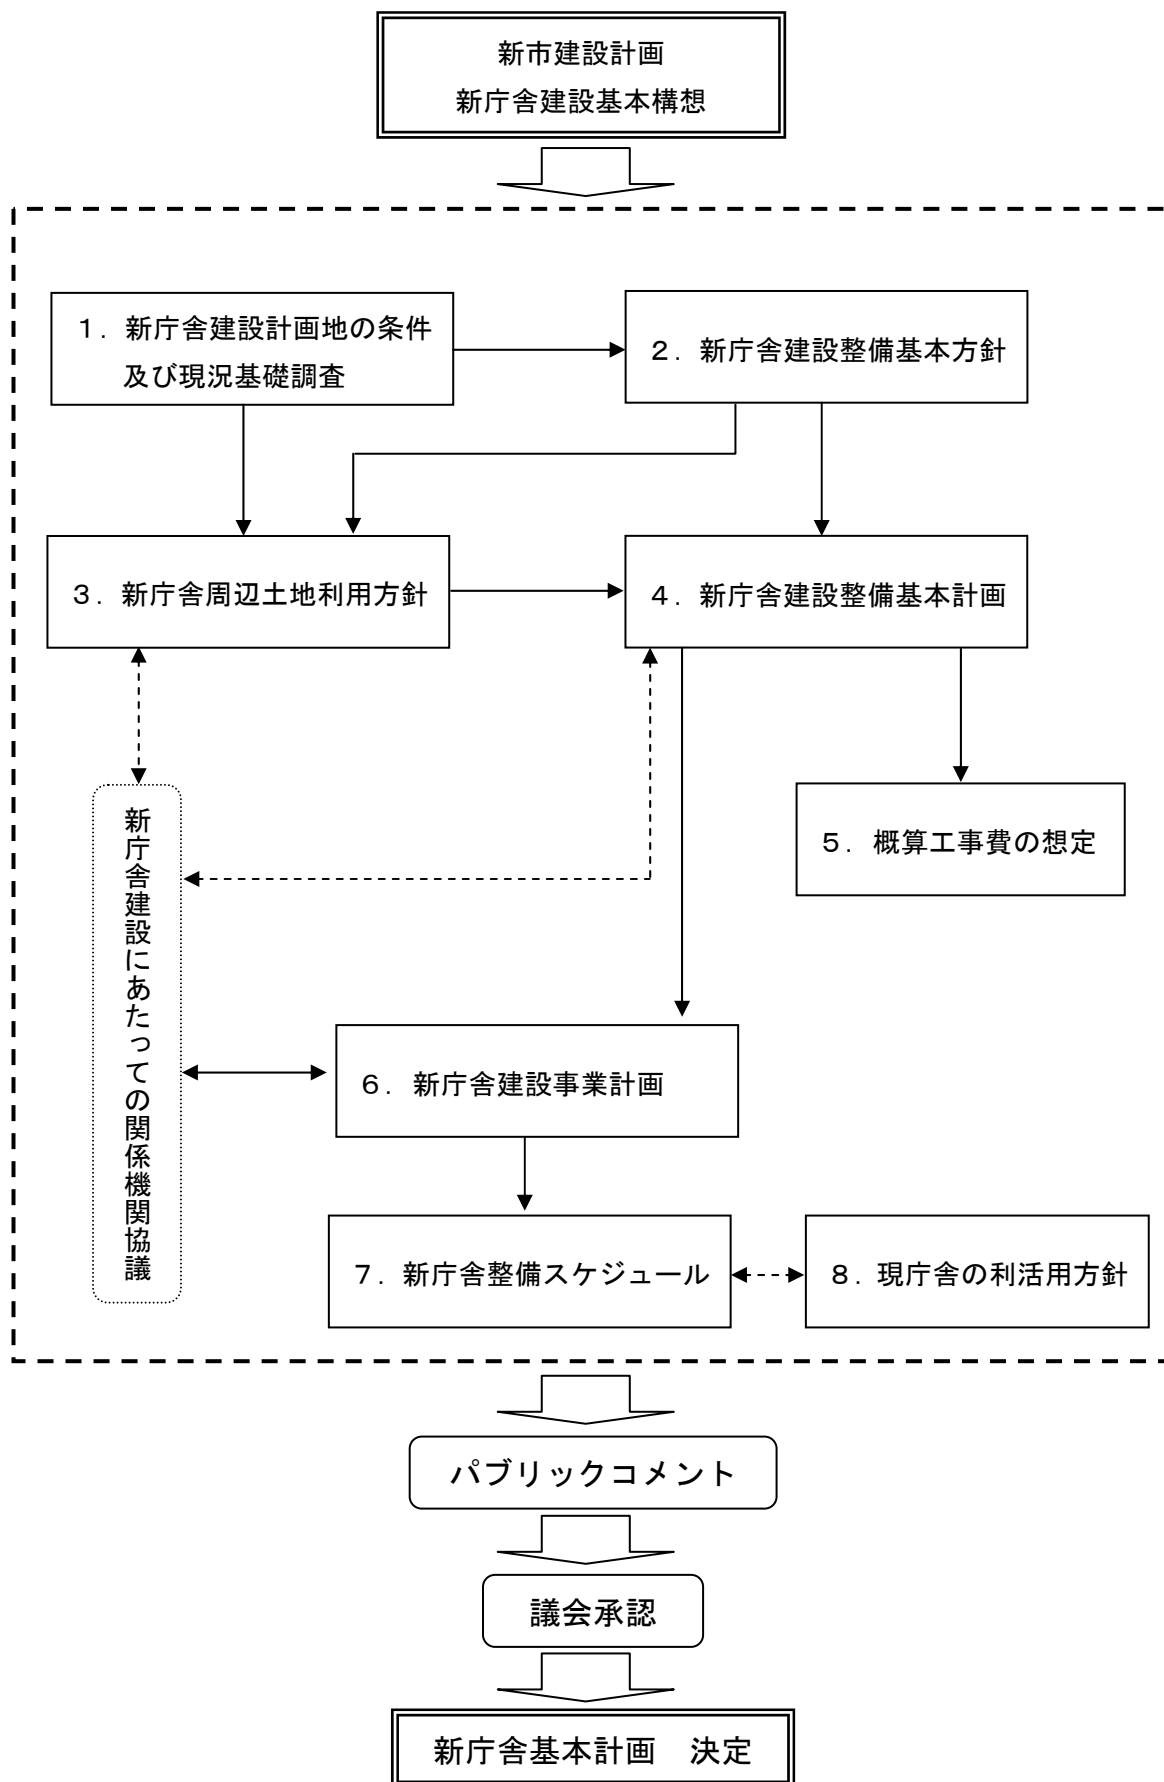 新市建設計画
新庁舎建設基本構想
１．新庁舎建設計画地の条件
及び現況基礎調査
２．新庁舎建設整備基本方針
３．新庁舎周辺土地利用方針
４．新庁舎建設整備基本計画
新庁舎建設にあたっての関係機関協議
５．概算工事費の想定
６．新庁舎建設事業計画
７．新庁舎整備スケジュール
８．現庁舎の利活用方針
パブリックコメント
議会承認
新庁舎基本計画　決定